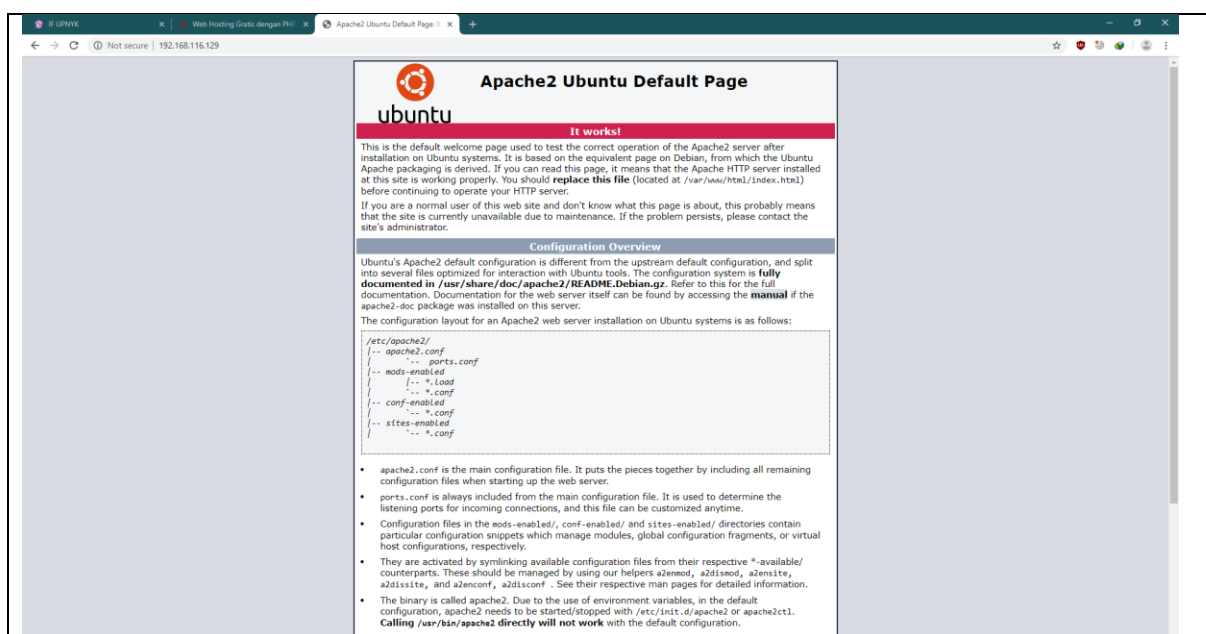 IF UPNYK
Web Hosting Gratis dengan PHP
Apache2 Ubuntu Default Page: It
Not secure | 192.168.116.129
ubuntu
Apache2 Ubuntu Default Page
It works!
This is the default welcome page used to test the correct operation of the Apache2 server after
installation on Ubuntu systems. It is based on the equivalent page on Debian, from which the Ubuntu
Apache packaging is derived. If you can read this page, it means that the Apache HTTP server installed
at this site is working properly. You should replace this file (located at /var/www/html/index.html)
before continuing to operate your HTTP server.
If you are a normal user of this web site and don't know what this page is about, this probably means
that the site is currently unavailable due to maintenance. If the problem persists, please contact the
site's administrator.
Configuration Overview
Ubuntu's Apache2 default configuration is different from the upstream default configuration, and split
into several files optimized for interaction with Ubuntu tools. The configuration system is fully
documented in /usr/share/doc/apache2/README.Debian.gz. Refer to this for the full
documentation. Documentation for the web server itself can be found by accessing the manual if the
apache2-doc package was installed on this server.
The configuration layout for an Apache2 web server installation on Ubuntu systems is as follows:
/etc/apache2/
|-- apache2.conf
|       `--  ports.conf
|-- mods-enabled
|       |-- *.load
|       `-- *.conf
|-- conf-enabled
|       `-- *.conf
|-- sites-enabled
|       `-- *.conf
• apache2.conf is the main configuration file. It puts the pieces together by including all remaining
configuration files when starting up the web server.
• ports.conf is always included from the main configuration file. It is used to determine the
listening ports for incoming connections, and this file can be customized anytime.
• Configuration files in the mods-enabled/, conf-enabled/ and sites-enabled/ directories contain
particular configuration snippets which manage modules, global configuration fragments, or virtual
host configurations, respectively.
• They are activated by symlinking available configuration files from their respective *-available/
counterparts. These should be managed by using our helpers a2enmod, a2dismod, a2ensite,
a2dissite, and a2enconf, a2disconf . See their respective man pages for detailed information.
• The binary is called apache2. Due to the use of environment variables, in the default
configuration, apache2 needs to be started/stopped with /etc/init.d/apache2 or apache2ctl.
Calling /usr/bin/apache2 directly will not work with the default configuration.